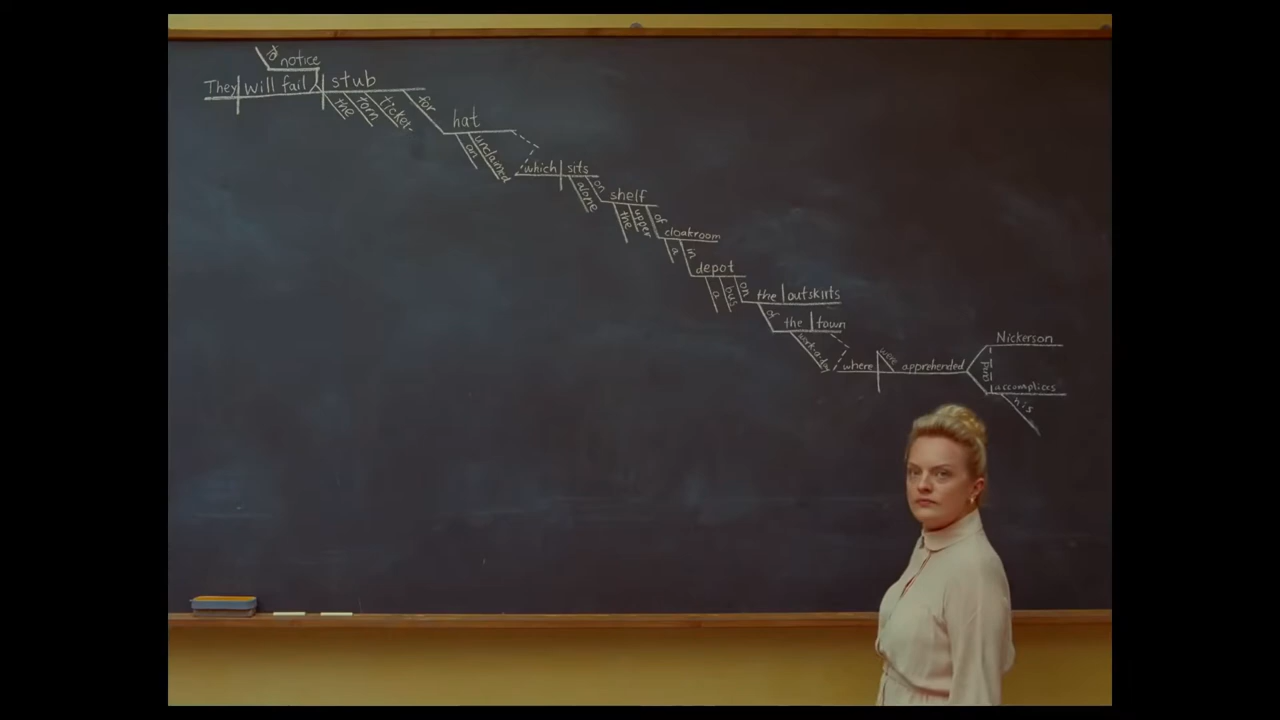 to notice
They will fail stub
the torn ticket- for
hat
an unclaimed
which sits
alone on
shelf
the upper of
cloakroom
a in
depot
a bus on
the outskirts
of the town
work-a-day
where were apprehended
Nickerson
and
accomplices
his